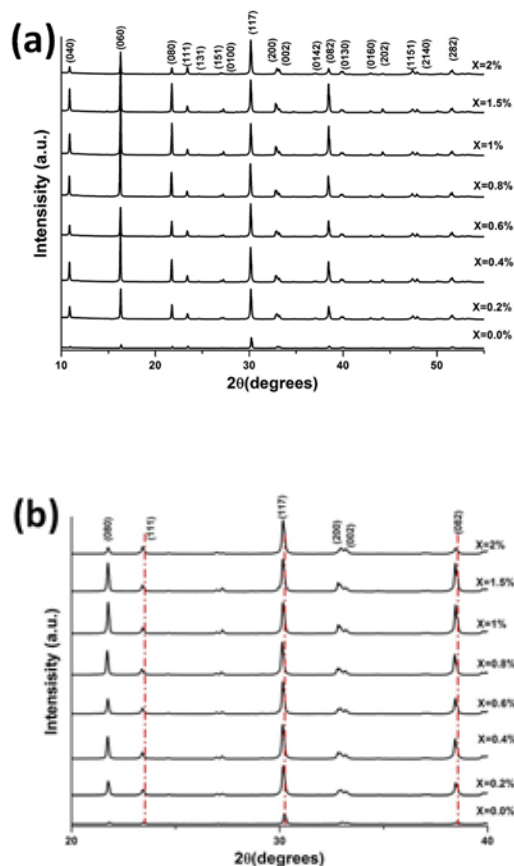 (a)
(040)
(060)
(080)
(111)
(131)
(151)
(0100)
(117)
(200)
(002)
(0142)
(082)
(0130)
(0160)
(202)
(1151)
(2140)
(282)
X=2%
X=1.5%
X=1%
X=0.8%
X=0.6%
X=0.4%
X=0.2%
X=0.0%
Intensisity (a.u.)
10 20 30 40 50
2θ(degrees)
(b)
(080)
(111)
(117)
(200)
(002)
(082)
X=2%
X=1.5%
X=1%
X=0.8%
X=0.6%
X=0.4%
X=0.2%
X=0.0%
Intensisity (a.u.)
20 30 40
2θ(degrees)